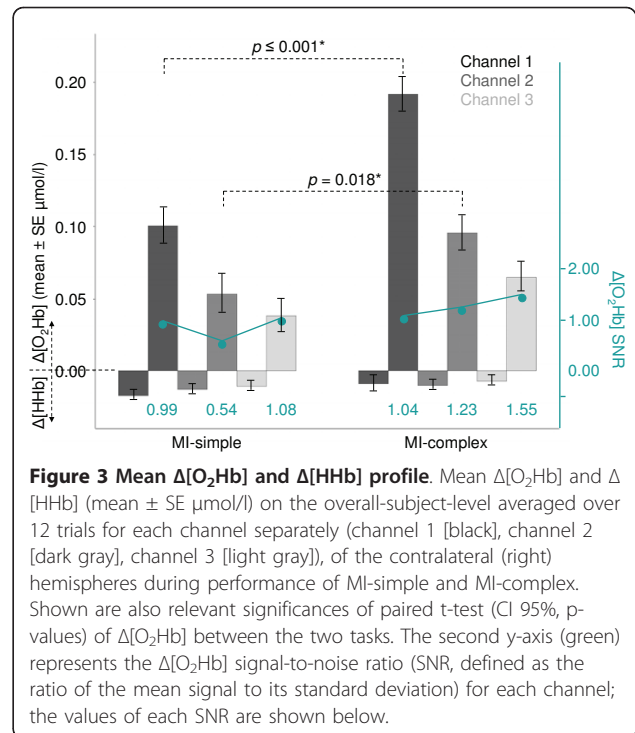 p ≤ 0.001*
Channel 1
Channel 2
Channel 3
0.20
0.15
p = 0.018*
0.10
0.05
0.00
Δ[HHb] Δ[O₂Hb] (mean ± SE μmol/l)
2.00
1.00
0.00
Δ[O₂Hb] SNR
0.99 0.54 1.08 1.04 1.23 1.55
MI-simple MI-complex
Figure 3 Mean Δ[O₂Hb] and Δ[HHb] profile. Mean Δ[O₂Hb] and Δ
[HHb] (mean ± SE μmol/l) on the overall-subject-level averaged over
12 trials for each channel separately (channel 1 [black], channel 2
[dark gray], channel 3 [light gray]), of the contralateral (right)
hemispheres during performance of MI-simple and MI-complex.
Shown are also relevant significances of paired t-test (CI 95%, p-
values) of Δ[O₂Hb] between the two tasks. The second y-axis (green)
represents the Δ[O₂Hb] signal-to-noise ratio (SNR, defined as the
ratio of the mean signal to its standard deviation) for each channel;
the values of each SNR are shown below.